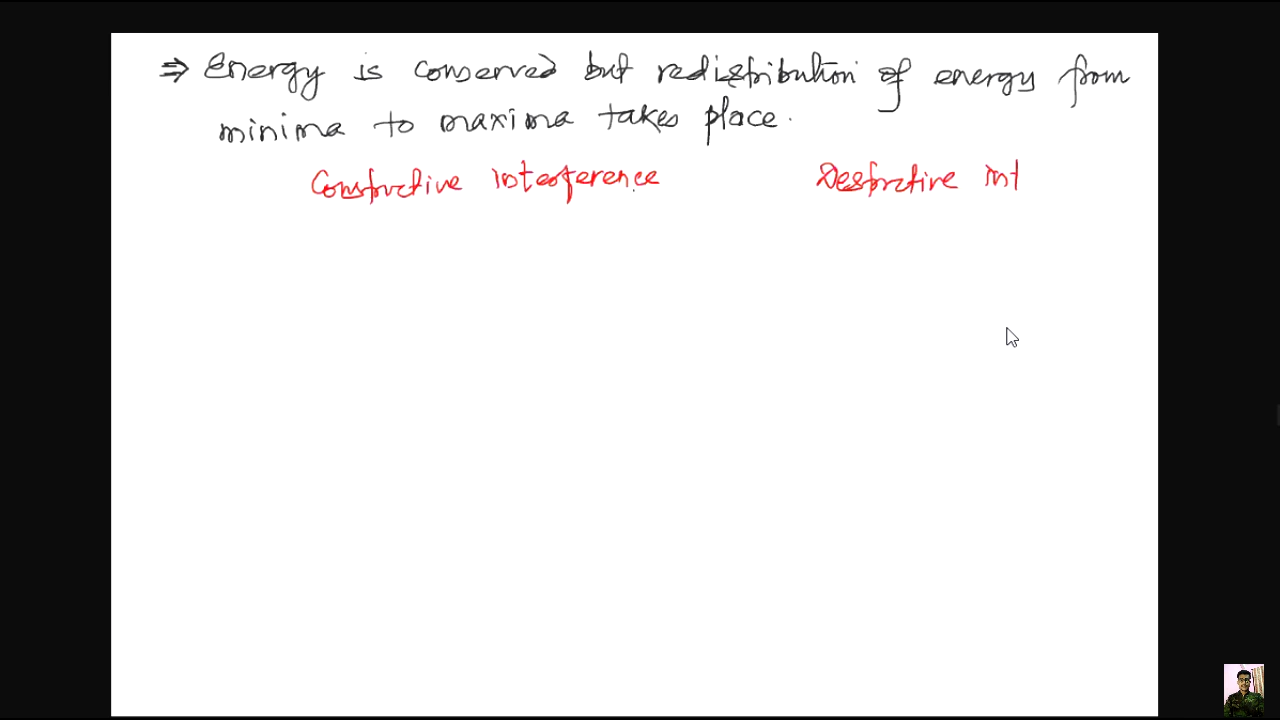 ⇒ Energy is conserved but redistribution of energy from
minima to maxima takes place.
Constructive interference Destructive int